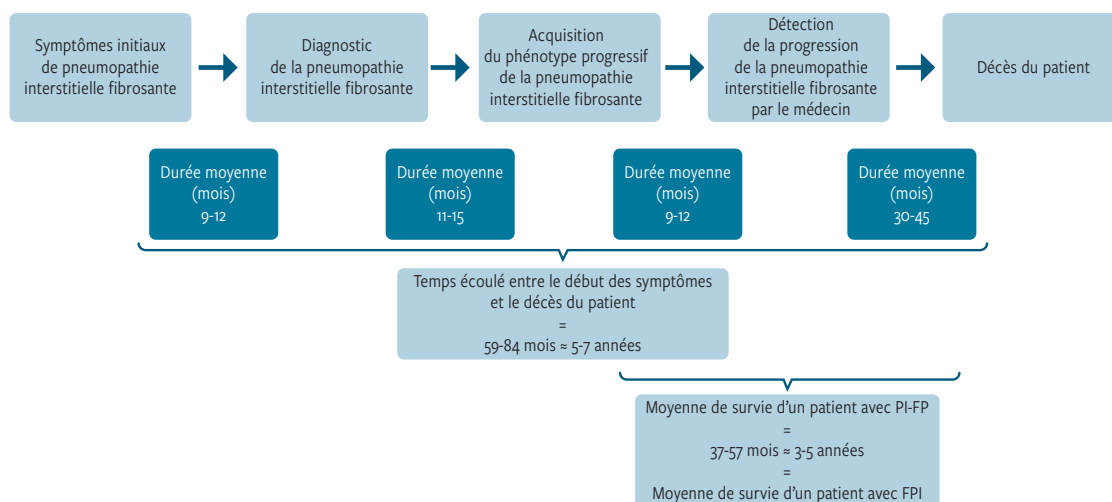 Symptômes initiaux
de pneumopathie
interstitielle fibrosante
Diagnostic
de la pneumopathie
interstitielle fibrosante
Acquisition
du phénotype progressif
de la pneumopathie
interstitielle fibrosante
Détection
de la progression
de la pneumopathie
interstitielle fibrosante
par le médecin
Décès du patient
Durée moyenne
(mois)
9-12
Durée moyenne
(mois)
11-15
Durée moyenne
(mois)
9-12
Durée moyenne
(mois)
30-45
Temps écoulé entre le début des symptômes
et le décès du patient
=
59-84 mois ≈ 5-7 années
Moyenne de survie d’un patient avec PI-FP
=
37-57 mois ≈ 3-5 années
=
Moyenne de survie d’un patient avec FPI